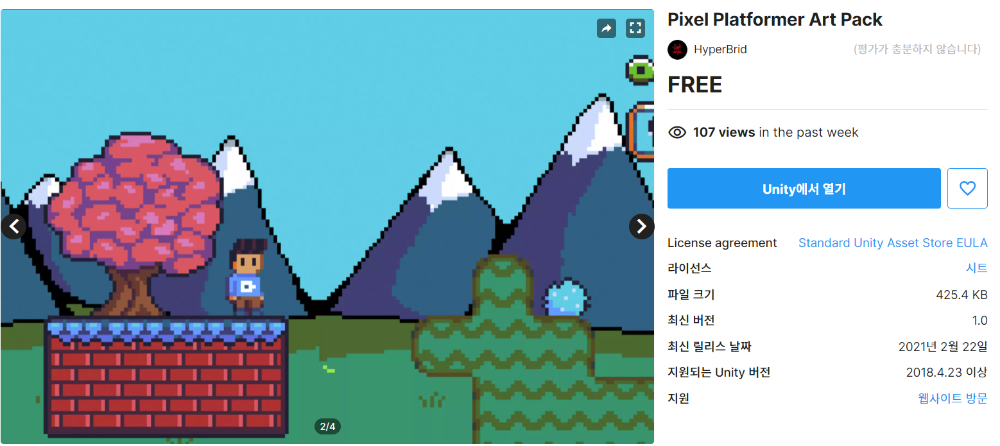 Pixel Platformer Art Pack
HyperBrid (평가가 충분하지 않습니다)
FREE
107 views in the past week
Unity에서 열기
License agreement Standard Unity Asset Store EULA
라이선스 시트
파일 크기 425.4 KB
최신 버전 1.0
최신 릴리스 날짜 2021년 2월 22일
지원되는 Unity 버전 2018.4.23 이상
지원 웹사이트 방문
2/4